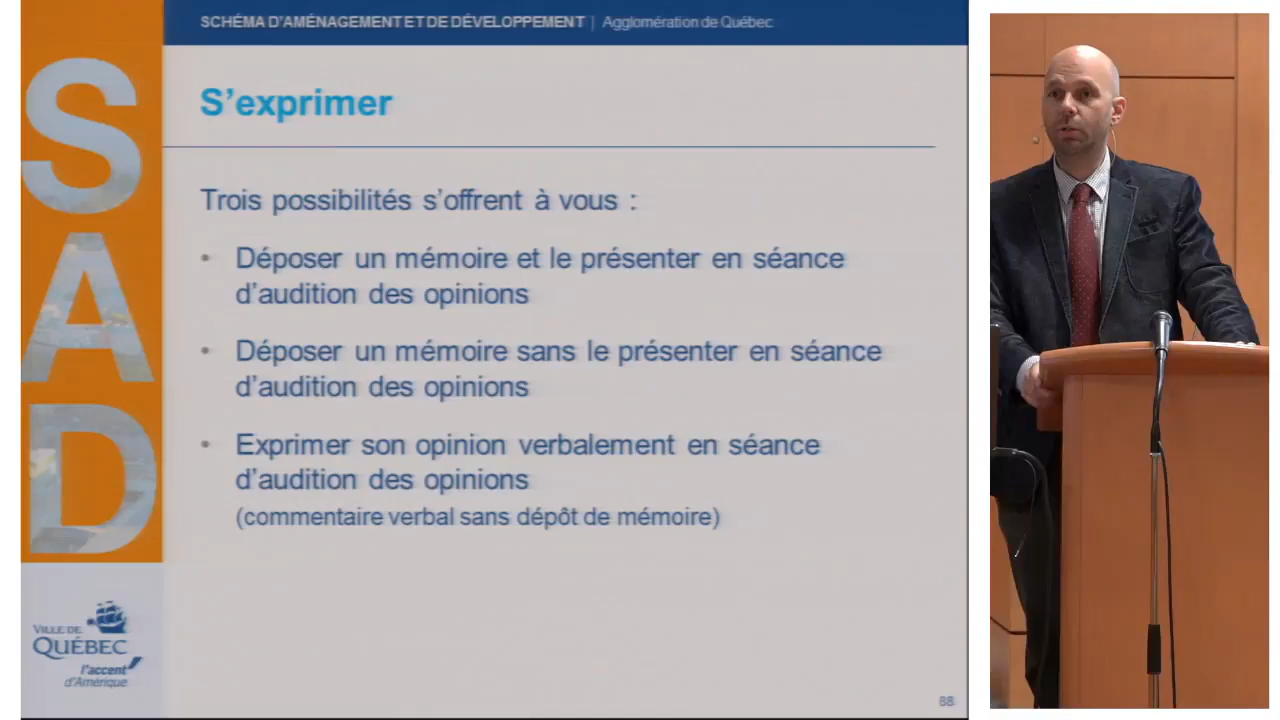 SCHÉMA D'AMÉNAGEMENT ET DE DÉVELOPPEMENT | Agglomération de Québec
SAD
S'exprimer
Trois possibilités s'offrent à vous :
• Déposer un mémoire et le présenter en séance
d'audition des opinions
• Déposer un mémoire sans le présenter en séance
d'audition des opinions
• Exprimer son opinion verbalement en séance
d'audition des opinions
(commentaire verbal sans dépôt de mémoire)
VILLE DE
QUÉBEC
l'accent
d'Amérique
88